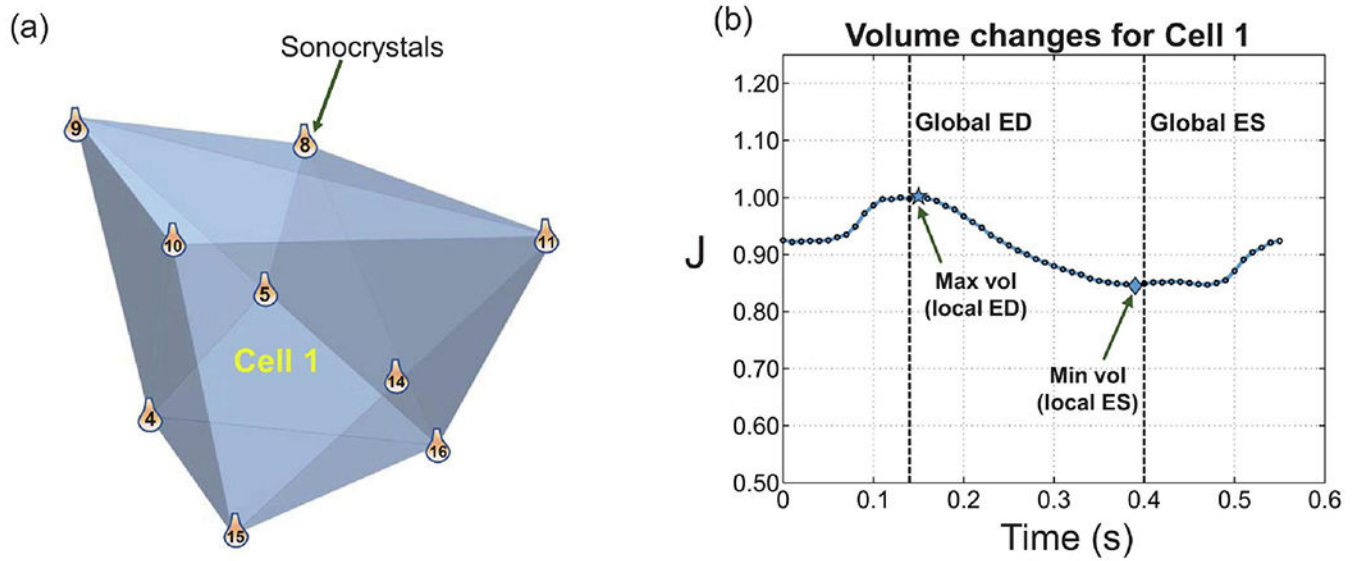 (a)
Sonocrystals
9
8
10
11
5
Cell 1
14
4
16
15
(b)
Volume changes for Cell 1
1.20
Global ED
Global ES
1.10
1.00
J
0.90
Max vol
(local ED)
0.80
0.70
Min vol
(local ES)
0.60
0.50
0
0.1
0.2
0.3
0.4
0.5
0.6
Time (s)